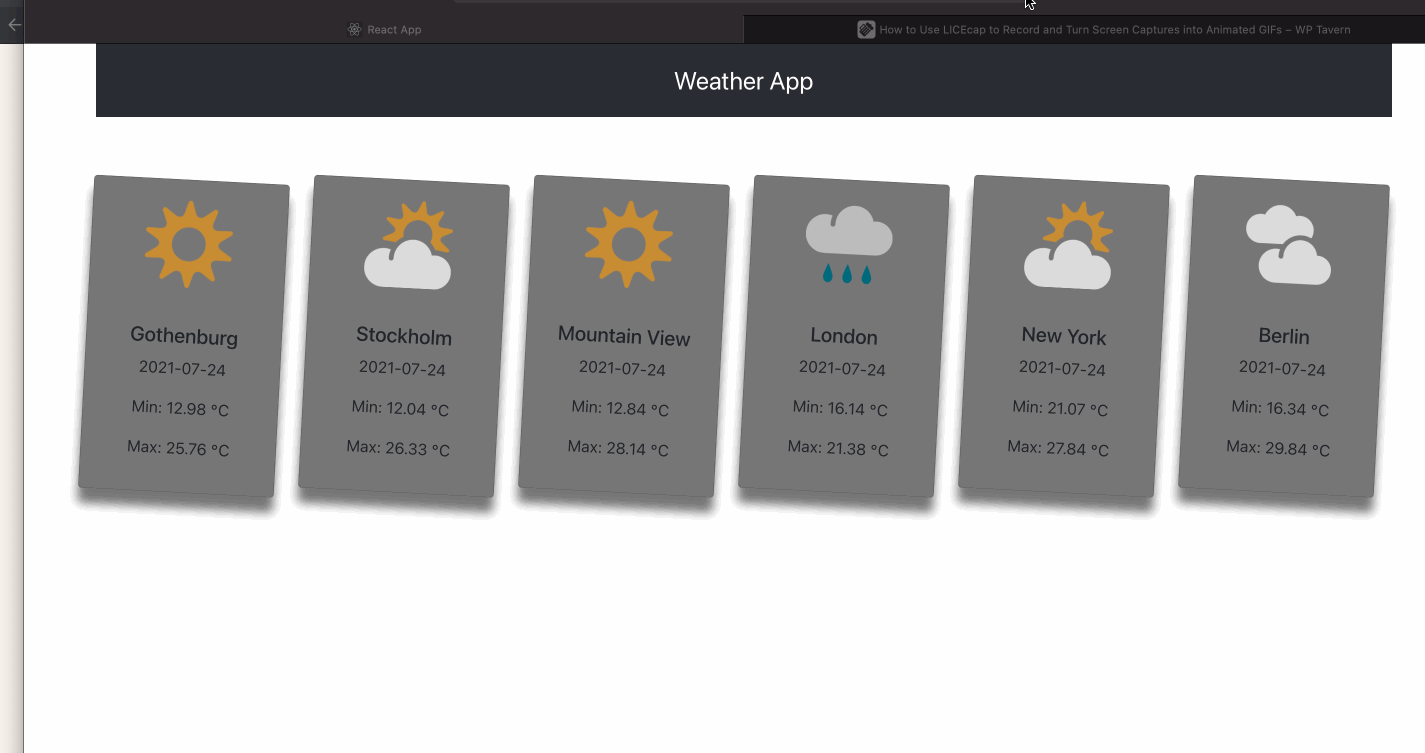 React App
How to Use LICEcap to Record and Turn Screen Captures into Animated GIFs – WP Tavern
Weather App
Gothenburg
2021-07-24
Min: 12.98 °C
Max: 25.76 °C
Stockholm
2021-07-24
Min: 12.04 °C
Max: 26.33 °C
Mountain View
2021-07-24
Min: 12.84 °C
Max: 28.14 °C
London
2021-07-24
Min: 16.14 °C
Max: 21.38 °C
New York
2021-07-24
Min: 21.07 °C
Max: 27.84 °C
Berlin
2021-07-24
Min: 16.34 °C
Max: 29.84 °C